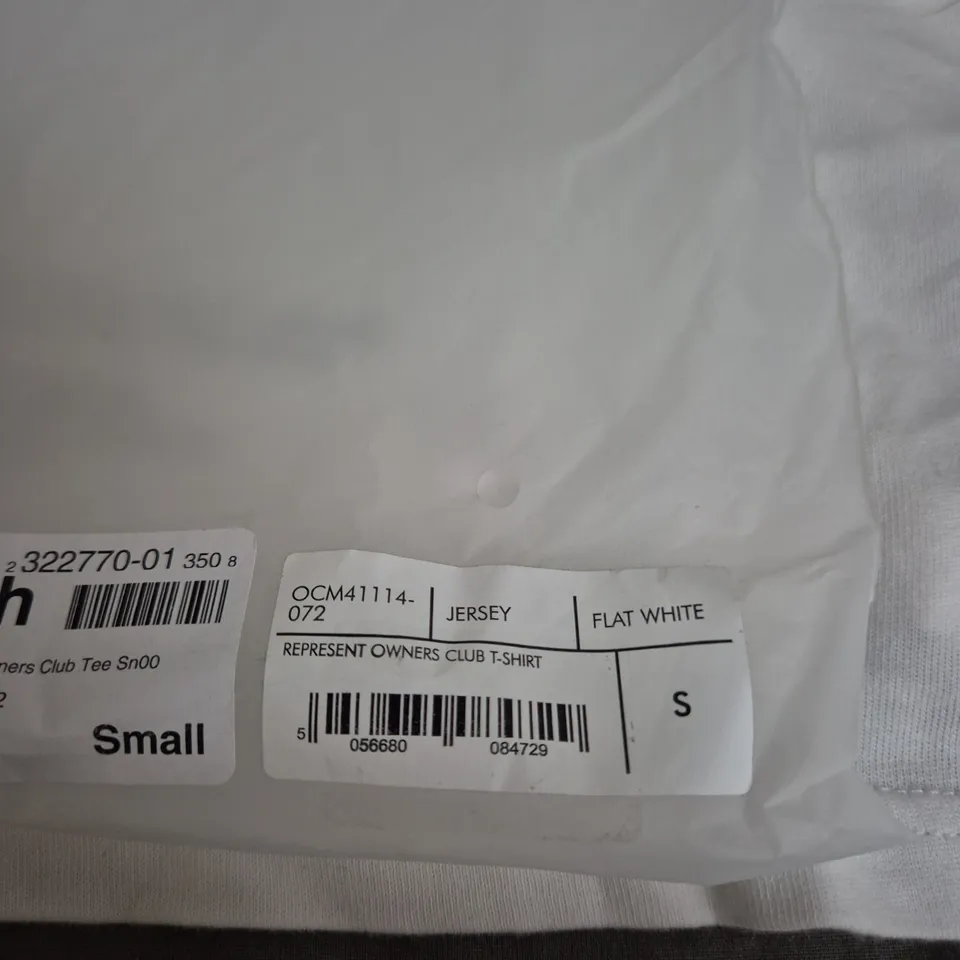 2 322770-01 350 8
h
ners Club Tee Sn00
2
Small
OCM41114-
072
JERSEY
FLAT WHITE
REPRESENT OWNERS CLUB T-SHIRT
S
5 056680 084729